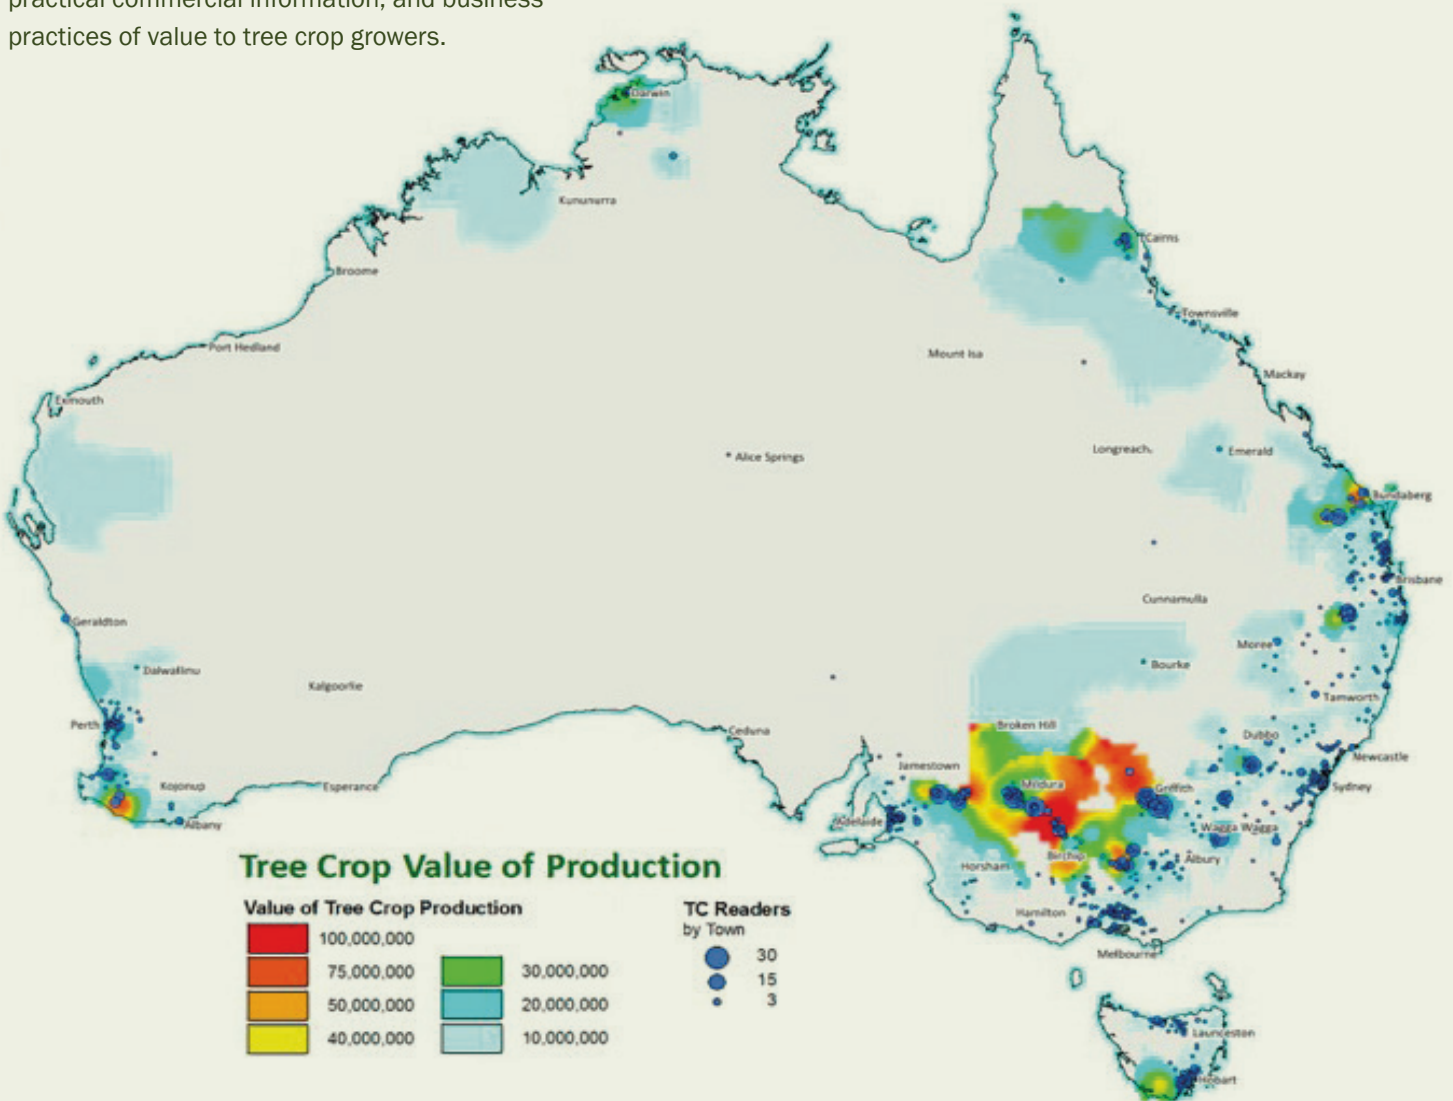 practical commercial information, and business
practices of value to tree crop growers.
Darwin
Kununurra
Cairns
Broome
Townsville
Port Hedland
Mount Isa
Mackay
Exmouth
Alice Springs
Longreach
Emerald
Bundaberg
Brisbane
Cunnamulla
Geraldton
Moree
Dalwallinu
Bourke
Kalgoorlie
Tamworth
Perth
Broken Hill
Ceduna
Dubbo
Newcastle
Jamestown
Kojonup
Esperance
Mildura
Griffith
Sydney
Albany
Adelaide
Wagga Wagga
Birchip
Albury
Horsham
Hamilton
Melbourne
Launceston
Hobart
Tree Crop Value of Production
Value of Tree Crop Production
100,000,000
75,000,000
50,000,000
40,000,000
30,000,000
20,000,000
10,000,000
TC Readers
by Town
30
15
3